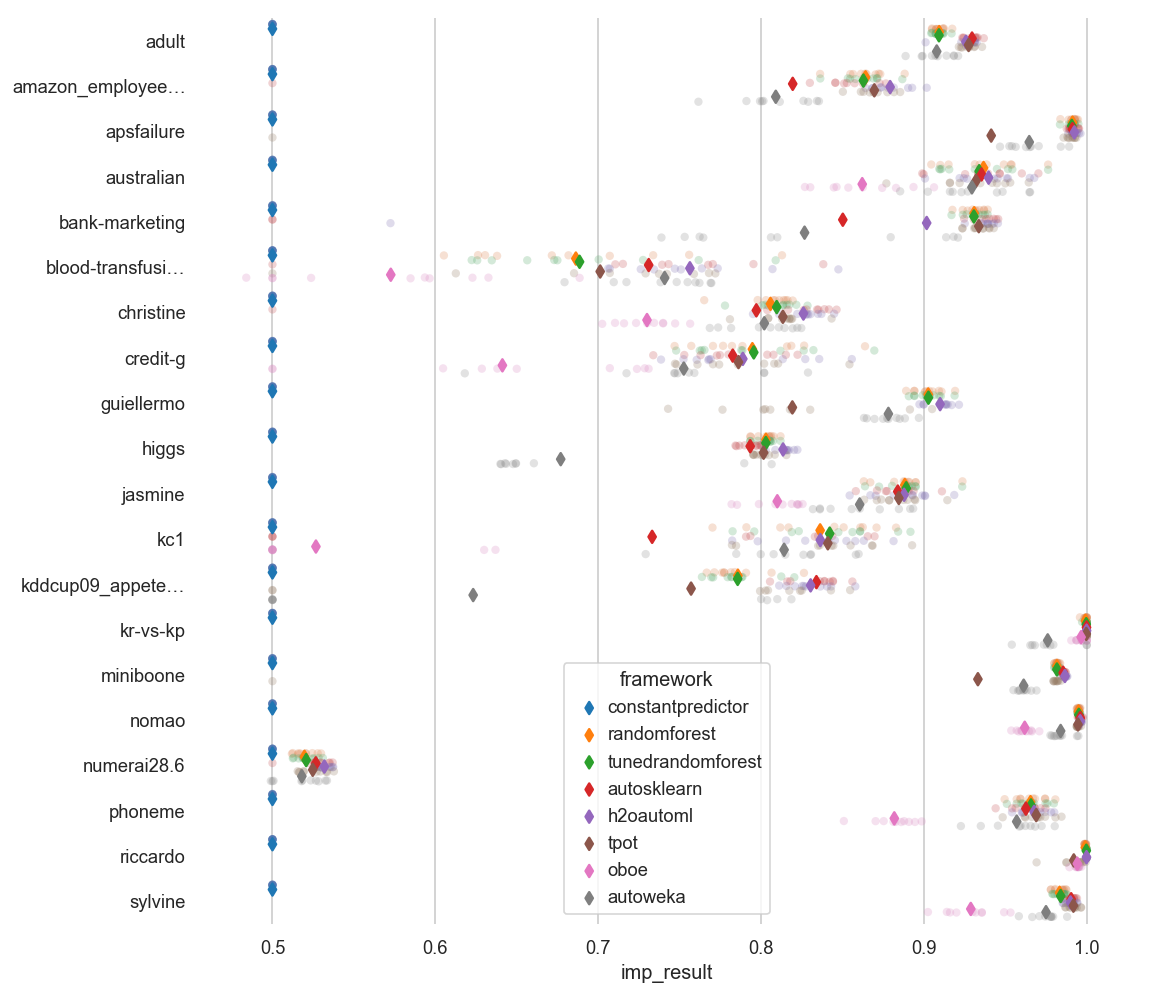 adult
amazon_employee…
apsfailure
australian
bank-marketing
blood-transfusi…
christine
credit-g
guiellermo
higgs
jasmine
kc1
kddcup09_appete…
kr-vs-kp
miniboone
nomao
numerai28.6
phoneme
riccardo
sylvine
framework
constantpredictor
randomforest
tunedrandomforest
autosklearn
h2oautoml
tpot
oboe
autoweka
0.5 0.6 0.7 0.8 0.9 1.0
imp_result